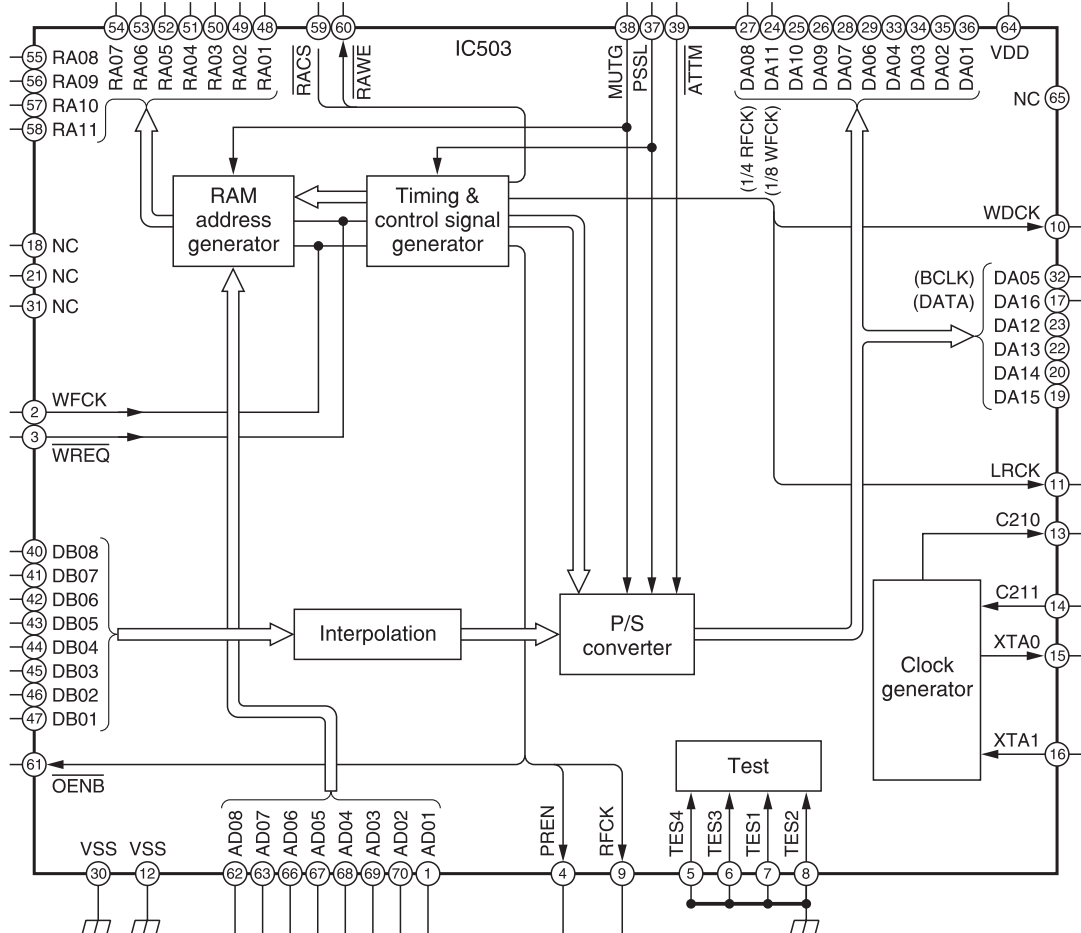 54 53 52 51 50 49 48 59 60 38 37 39 27 24 25 26 28 29 33 34 35 36 64
IC503
RA07 RA06 RA05 RA04 RA03 RA02 RA01 RACS RAWE MUTG PSSL ATTM DA08 DA11 DA10 DA09 DA07 DA06 DA04 DA03 DA02 DA01 VDD
(1/4 RFCK) (1/8 WFCK)
55 RA08
56 RA09
57 RA10
58 RA11
NC 65
RAM
address
generator
Timing &
control signal
generator
WDCK 10
18 NC
21 NC
31 NC
(BCLK) DA05 32
(DATA) DA16 17
DA12 23
DA13 22
DA14 20
DA15 19
2 WFCK
3 WREQ
LRCK 11
C210 13
40 DB08
41 DB07
42 DB06
43 DB05
44 DB04
45 DB03
46 DB02
47 DB01
Interpolation
P/S
converter
C211 14
XTA0 15
Clock
generator
XTA1 16
61 OENB
Test
AD08 AD07 AD06 AD05 AD04 AD03 AD02 AD01 PREN RFCK TES4 TES3 TES1 TES2
VSS VSS
30 12 62 63 66 67 68 69 70 1 4 9 5 6 7 8